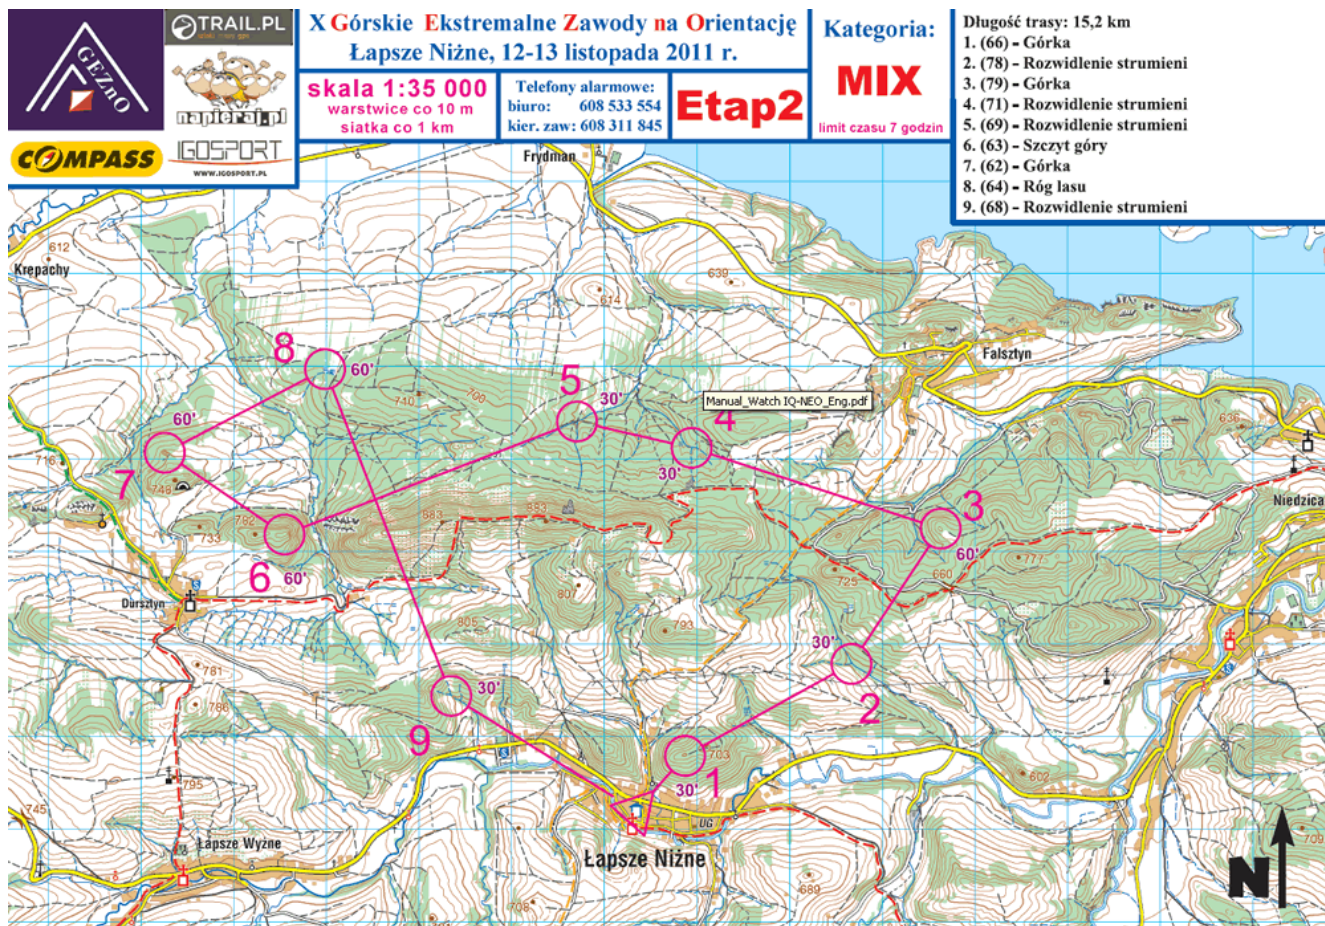 GEZnO
TRAIL.PL
napieraj.pl
COMPASS
IGOSPORT
WWW.IGOSPORT.PL
X Górskie Ekstremalne Zawody na Orientację
Łapsze Niżne, 12-13 listopada 2011 r.
skala 1:35 000
warstwice co 10 m
siatka co 1 km
Telefony alarmowe:
biuro: 608 533 554
kier. zaw: 608 311 845
Etap2
Kategoria:
MIX
limit czasu 7 godzin
Długość trasy: 15,2 km
1. (66) - Górka
2. (78) - Rozwidlenie strumieni
3. (79) - Górka
4. (71) - Rozwidlenie strumieni
5. (69) - Rozwidlenie strumieni
6. (63) - Szczyt góry
7. (62) - Górka
8. (64) - Róg lasu
9. (68) - Rozwidlenie strumieni
Frydman
612
Krępachy
639
614
8
60'
Falsztyn
5
30'
700
740
Manual_Watch IQ-NEO_Eng.pdf
4
636
60'
7
716
30'
748
3
Niedzica
883
883
762
733
60'
777
6
60'
725
660
Dursztyn
807
805
793
30'
781
786
30'
2
9
703
1
30'
602
795
745
UG
Łapsze Niżne
Łapsze Wyżne
709
689
708
N